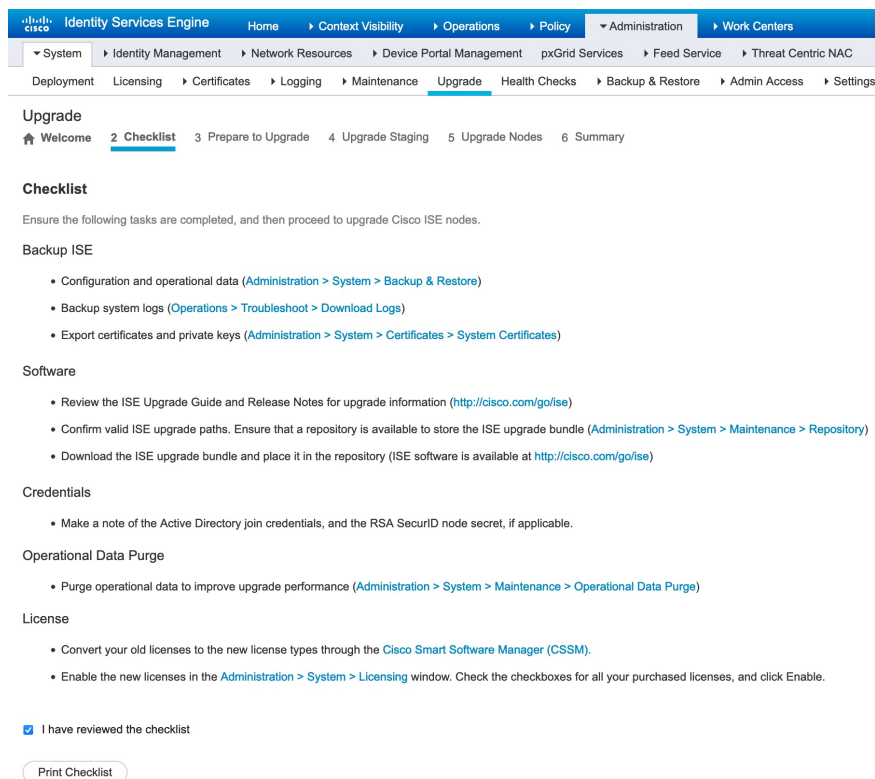 cisco Identity Services Engine Home Context Visibility Operations Policy Administration Work Centers
System Identity Management Network Resources Device Portal Management pxGrid Services Feed Service Threat Centric NAC
Deployment Licensing Certificates Logging Maintenance Upgrade Health Checks Backup & Restore Admin Access Settings
Upgrade
Welcome 2 Checklist 3 Prepare to Upgrade 4 Upgrade Staging 5 Upgrade Nodes 6 Summary
Checklist
Ensure the following tasks are completed, and then proceed to upgrade Cisco ISE nodes.
Backup ISE
• Configuration and operational data (Administration > System > Backup & Restore)
• Backup system logs (Operations > Troubleshoot > Download Logs)
• Export certificates and private keys (Administration > System > Certificates > System Certificates)
Software
• Review the ISE Upgrade Guide and Release Notes for upgrade information (http://cisco.com/go/ise)
• Confirm valid ISE upgrade paths. Ensure that a repository is available to store the ISE upgrade bundle (Administration > System > Maintenance > Repository)
• Download the ISE upgrade bundle and place it in the repository (ISE software is available at http://cisco.com/go/ise)
Credentials
• Make a note of the Active Directory join credentials, and the RSA SecurID node secret, if applicable.
Operational Data Purge
• Purge operational data to improve upgrade performance (Administration > System > Maintenance > Operational Data Purge)
License
• Convert your old licenses to the new license types through the Cisco Smart Software Manager (CSSM).
• Enable the new licenses in the Administration > System > Licensing window. Check the checkboxes for all your purchased licenses, and click Enable.
I have reviewed the checklist
Print Checklist